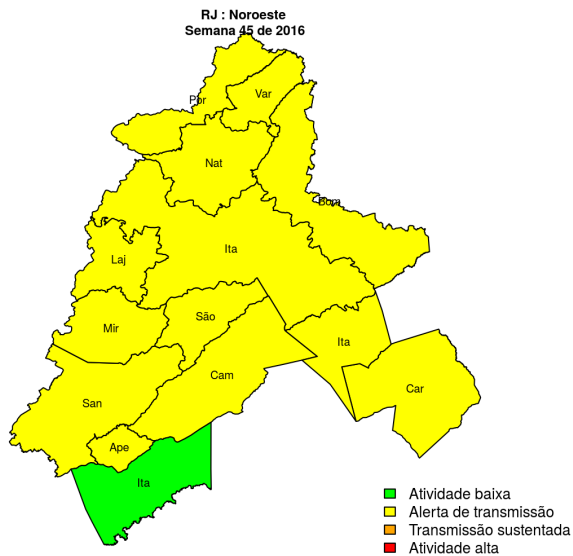 RJ : Noroeste
Semana 45 de 2016
Por
Var
Nat
Bom
Ita
Laj
São
Mir
Ita
Cam
Car
San
Ape
Ita
Atividade baixa
Alerta de transmissão
Transmissão sustentada
Atividade alta